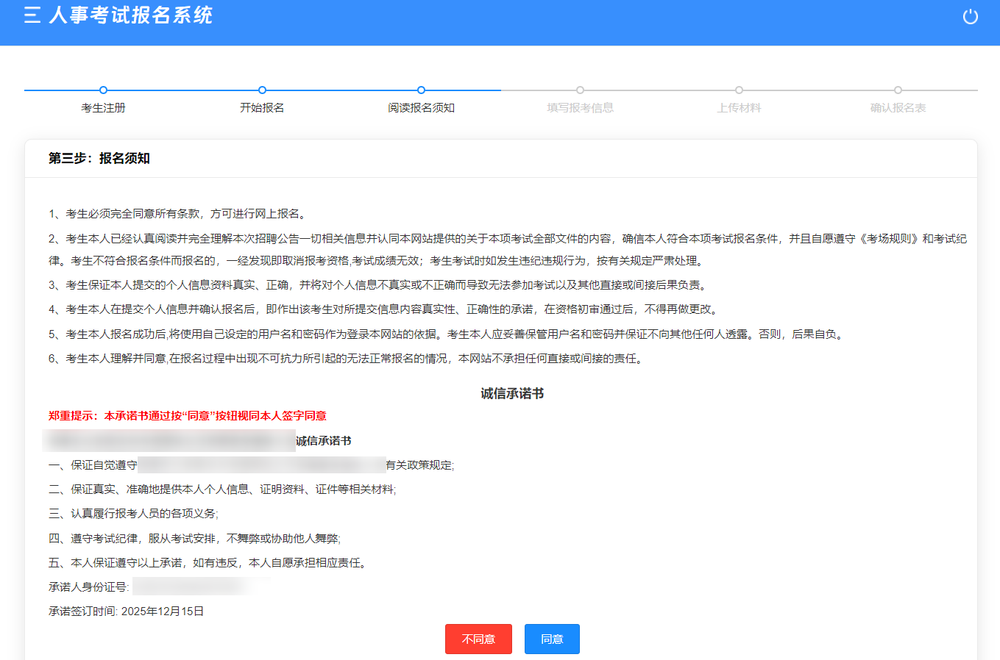 人事考试报名系统
考生注册
开始报名
阅读报名须知
填写报考信息
上传材料
确认报名表
第三步：报名须知
1、考生必须完全同意所有条款，方可进行网上报名。
2、考生本人已经认真阅读并完全理解本次招聘公告一切相关信息并认同本网站提供的关于本项考试全部文件的内容，确信本人符合本项考试报名条件，并且自愿遵守《考场规则》和考试纪
律。考生不符合报名条件而报名的，一经发现即取消报考资格,考试成绩无效；考生考试时如发生违纪违规行为，按有关规定严肃处理。
3、考生保证本人提交的个人信息资料真实、正确，并将对个人信息不真实或不正确而导致无法参加考试以及其他直接或间接后果负责。
4、考生本人在提交个人信息并确认报名后，即作出该考生对所提交信息内容真实性、正确性的承诺，在资格初审通过后，不得再做更改。
5、考生本人报名成功后,将使用自己设定的用户名和密码作为登录本网站的依据。考生本人应妥善保管用户名和密码并保证不向其他任何人透露。否则，后果自负。
6、考生本人理解并同意,在报名过程中出现不可抗力所引起的无法正常报名的情况，本网站不承担任何直接或间接的责任。
诚信承诺书
郑重提示：本承诺书通过按“同意”按钮视同本人签字同意
诚信承诺书
一、保证自觉遵守有关政策规定;
二、保证真实、准确地提供本人个人信息、证明资料、证件等相关材料;
三、认真履行报考人员的各项义务;
四、遵守考试纪律，服从考试安排，不舞弊或协助他人舞弊;
五、本人保证遵守以上承诺，如有违反，本人自愿承担相应责任。
承诺人身份证号:
承诺签订时间: 2025年12月15日
不同意
同意